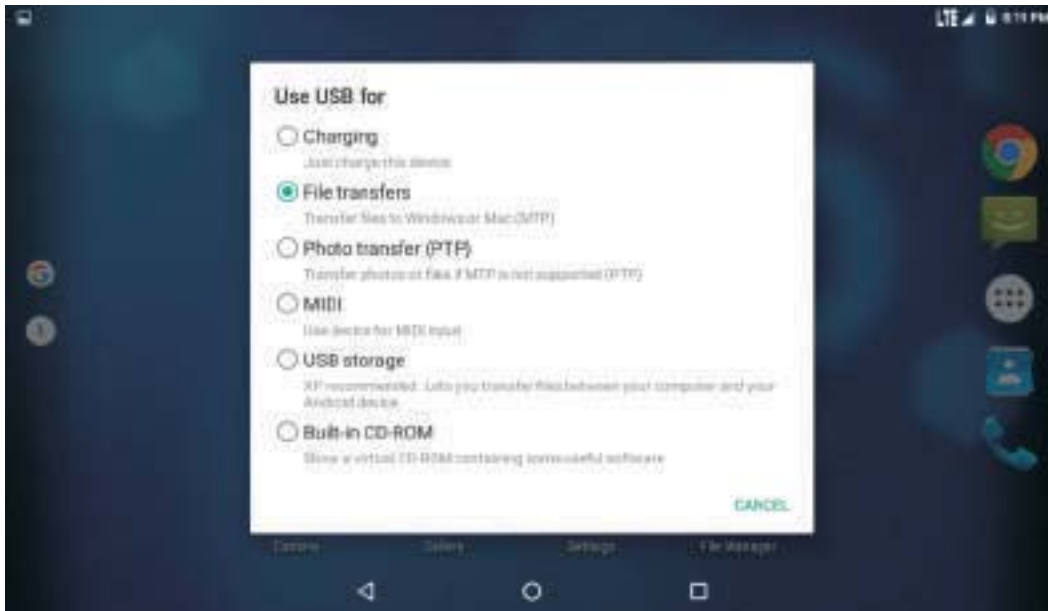 LTE 6:11 PM
Use USB for
Charging
Just charge this device
File transfers
Transfer files to Windows or Mac (MTP)
Photo transfer (PTP)
Transfer photos or files if MTP is not supported (PTP)
MIDI
Use device for MIDI input
USB storage
XP recommended. Lets you transfer files between your computer and your
Android device
Built-in CD-ROM
Show a virtual CD-ROM containing some useful software
CANCEL
Camera Gallery Settings File Manager